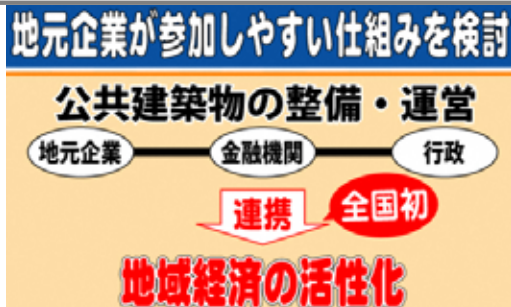 地元企業が参加しやすい仕組みを検討
公共建築物の整備・運営
地元企業 金融機関 行政
連携 全国初
地域経済の活性化